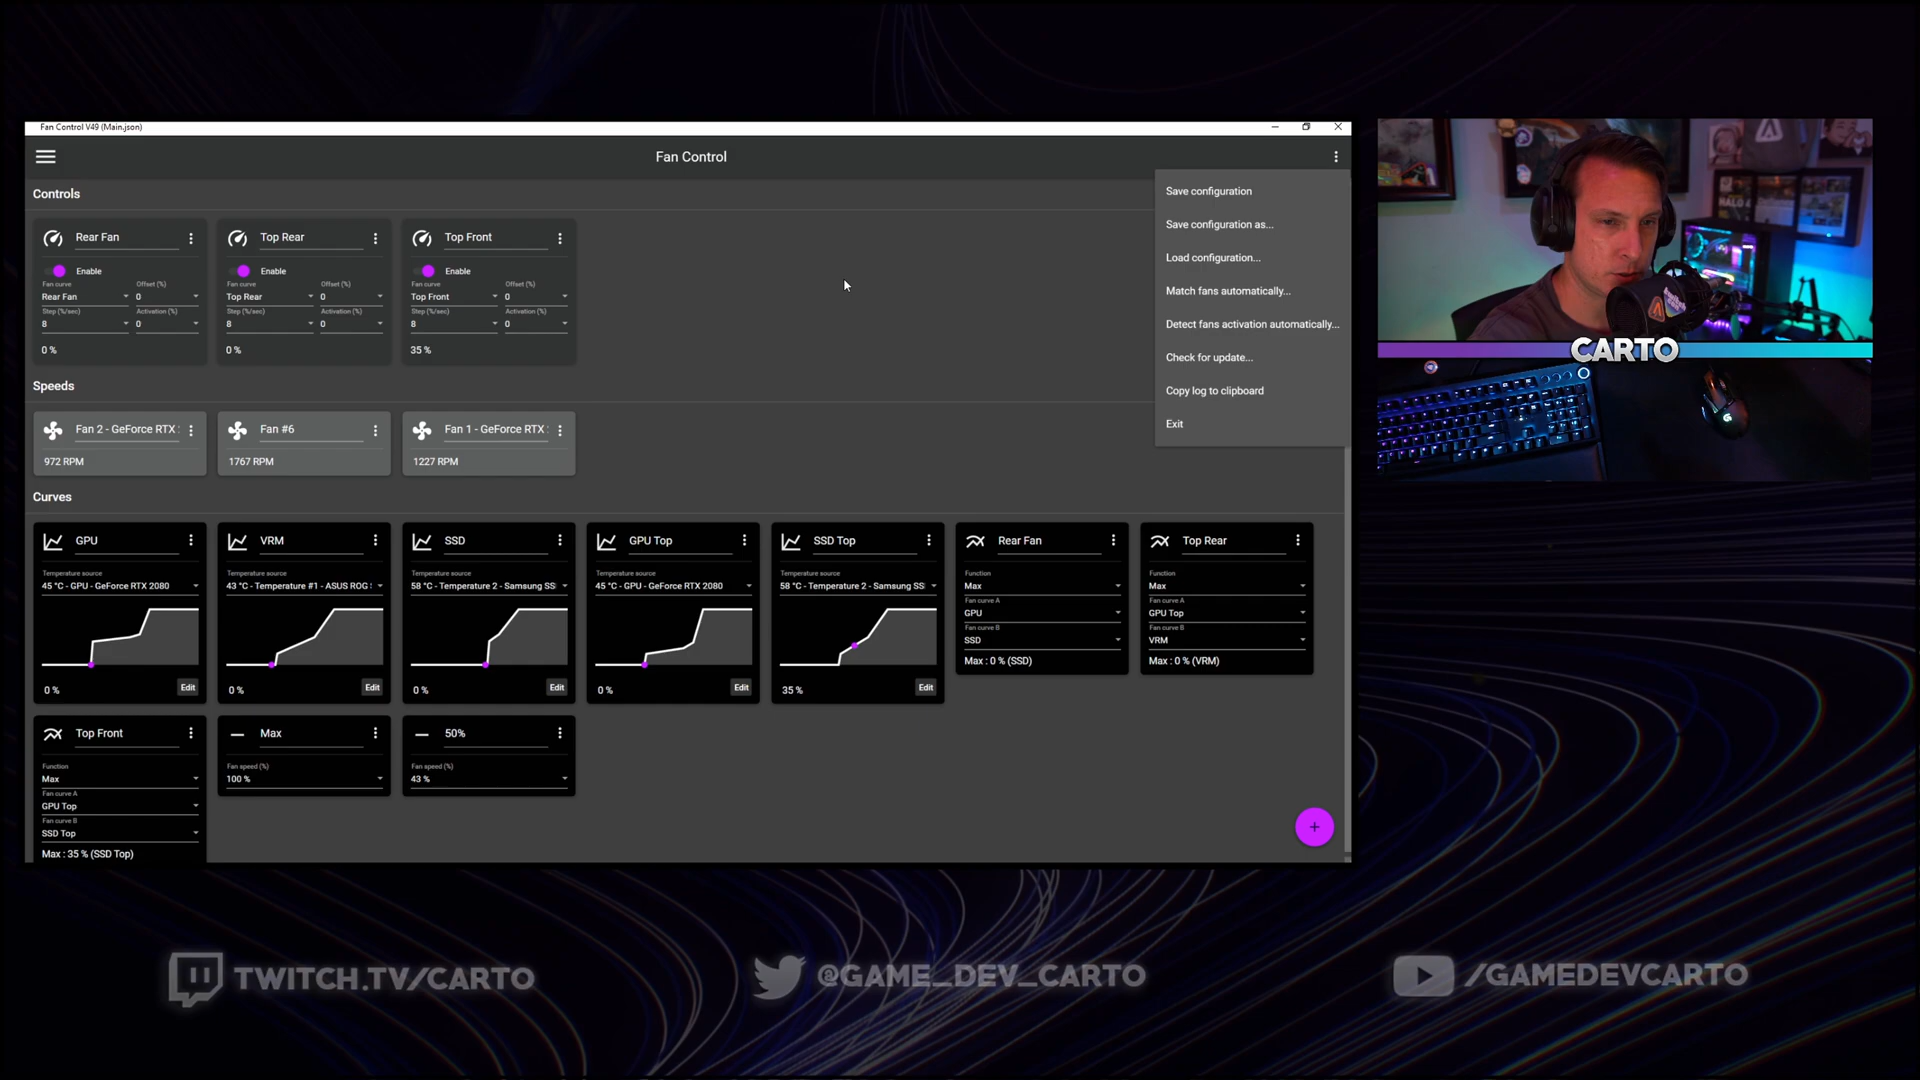 Fan Control V49 (Main.json)
Fan Control
Save configuration
Save configuration as...
Load configuration...
Match fans automatically...
Detect fans activation automatically...
Check for update...
Copy log to clipboard
Exit
Controls
Rear Fan
Enable
Fan curve
Offset (%)
Rear Fan
0
Step (%/sec)
Activation (%)
8
0
0 %
Top Rear
Enable
Fan curve
Offset (%)
Top Rear
0
Step (%/sec)
Activation (%)
8
0
0 %
Top Front
Enable
Fan curve
Offset (%)
Top Front
0
Step (%/sec)
Activation (%)
8
0
35 %
Speeds
Fan 2 - GeForce RTX :
972 RPM
Fan #6
1767 RPM
Fan 1 - GeForce RTX :
1227 RPM
Curves
GPU
Temperature source
45 °C - GPU - GeForce RTX 2080
0 %
Edit
VRM
Temperature source
43 °C - Temperature #1 - ASUS ROG :
0 %
Edit
SSD
Temperature source
58 °C - Temperature 2 - Samsung SS
0 %
Edit
GPU Top
Temperature source
45 °C - GPU - GeForce RTX 2080
0 %
Edit
SSD Top
Temperature source
58 °C - Temperature 2 - Samsung SS
35 %
Edit
Rear Fan
Function
Max
Fan curve A
GPU
Fan curve B
SSD
Max : 0 % (SSD)
Top Rear
Function
Max
Fan curve A
GPU Top
Fan curve B
VRM
Max : 0 % (VRM)
Top Front
Function
Max
Fan curve A
GPU Top
Fan curve B
SSD Top
Max : 35 % (SSD Top)
Max
Fan speed (%)
100 %
50%
Fan speed (%)
43 %
+
HALO 4
CARTO
TWITCH.TV/CARTO
@GAME_DEV_CARTO
/GAMEDEVCARTO